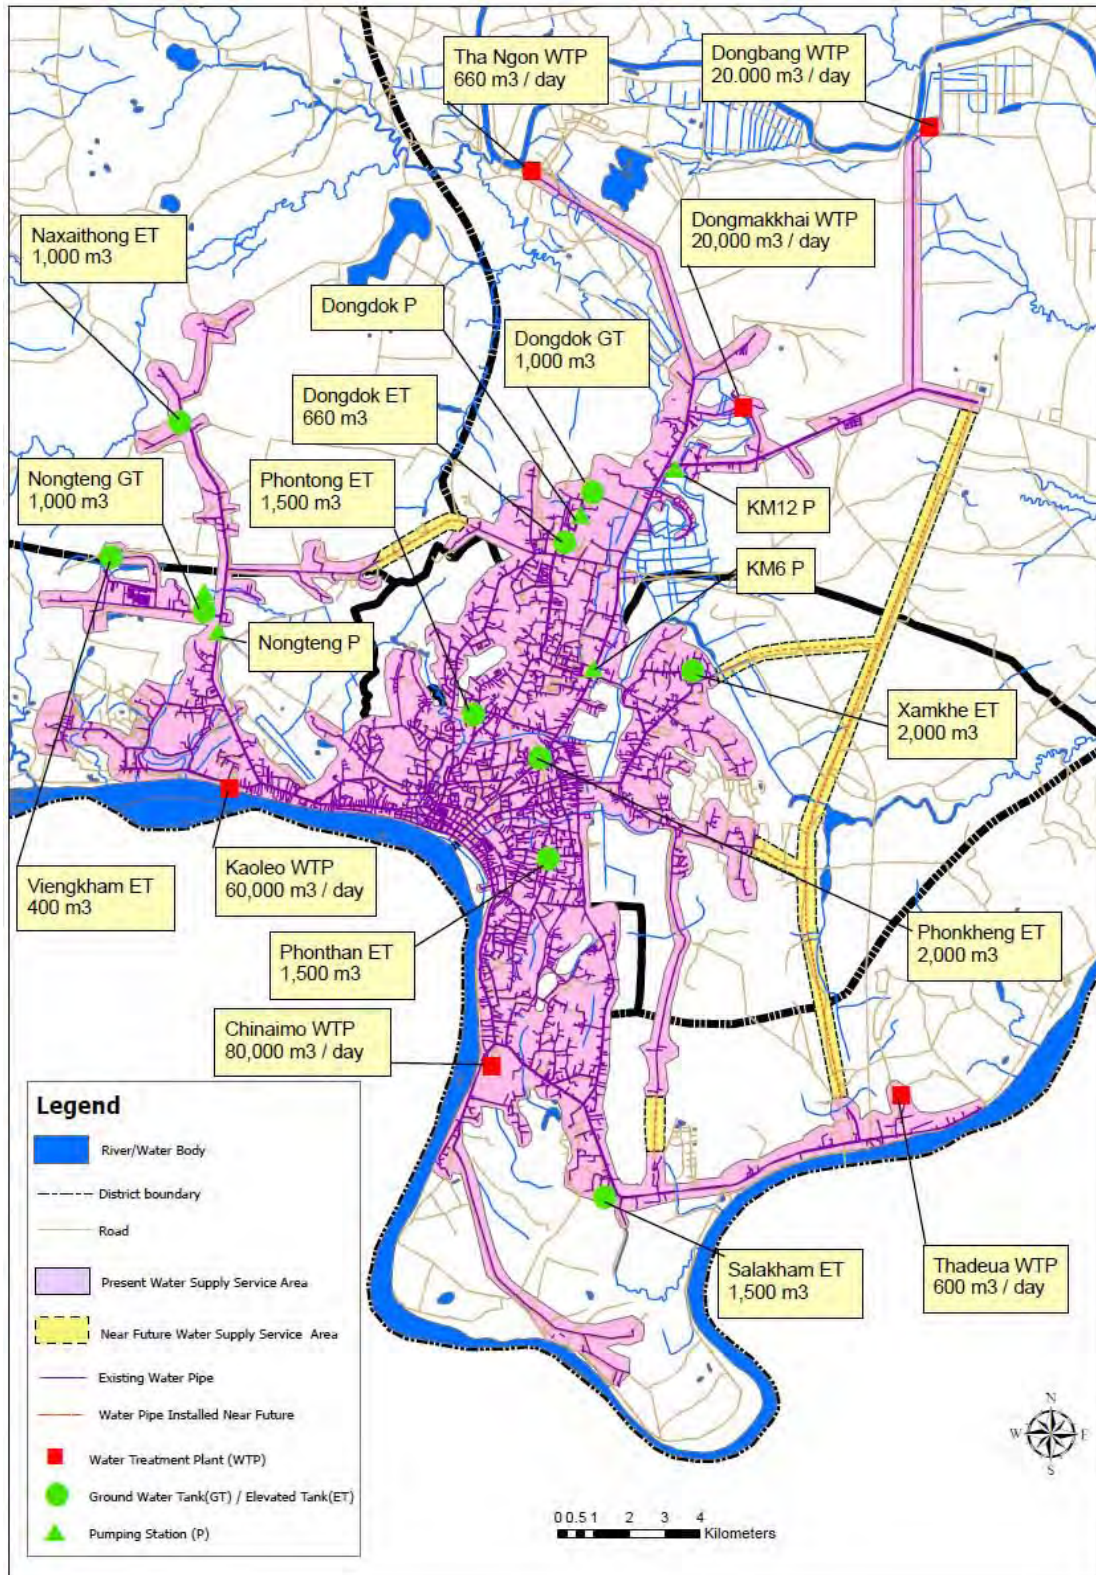 Tha Ngon WTP
660 m3 / day
Dongbang WTP
20.000 m3 / day
Naxaithong ET
1,000 m3
Dongmakkhai WTP
20,000 m3 / day
Dongdok P
Dongdok GT
1,000 m3
Dongdok ET
660 m3
Nongteng GT
1,000 m3
Phontong ET
1,500 m3
KM12 P
KM6 P
Nongteng P
Xamkhe ET
2,000 m3
Viengkham ET
400 m3
Kaoleo WTP
60,000 m3 / day
Phonthan ET
1,500 m3
Phonkheng ET
2,000 m3
Chinaimo WTP
80,000 m3 / day
Salakham ET
1,500 m3
Thadeua WTP
600 m3 / day
Legend
River/Water Body
District boundary
Road
Present Water Supply Service Area
Near Future Water Supply Service Area
Existing Water Pipe
Water Pipe Installed Near Future
Water Treatment Plant (WTP)
Ground Water Tank(GT) / Elevated Tank(ET)
Pumping Station (P)
N
W E
S
0 0.5 1 2 3 4
Kilometers